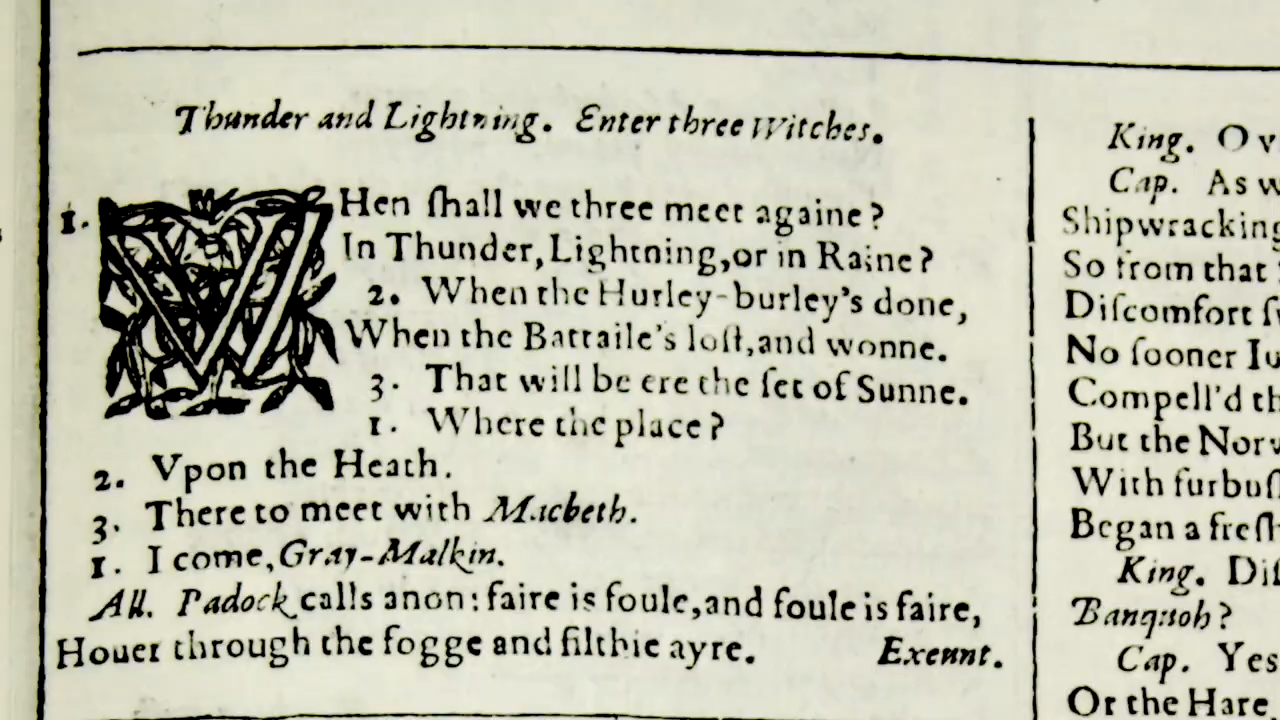 Thunder and Lightning. Enter three Witches.
1. WHen ſhall we three meet againe?
In Thunder, Lightning, or in Raine?
2. When the Hurley-burley's done,
When the Battaile's loſt, and wonne.
3. That will be ere the ſet of Sunne.
1. Where the place?
2. Vpon the Heath.
3. There to meet with Macbeth.
1. I come, Gray-Malkin.
All. Padock calls anon: faire is foule, and foule is faire,
Houer through the fogge and filthie ayre. Exeunt.
King. O
Cap. As
Shipwracking
So from that
Diſcomfort
No ſooner
Compell'd
But the
With
Began a
King.
Banquoh?
Cap. Yes
Or the Hare